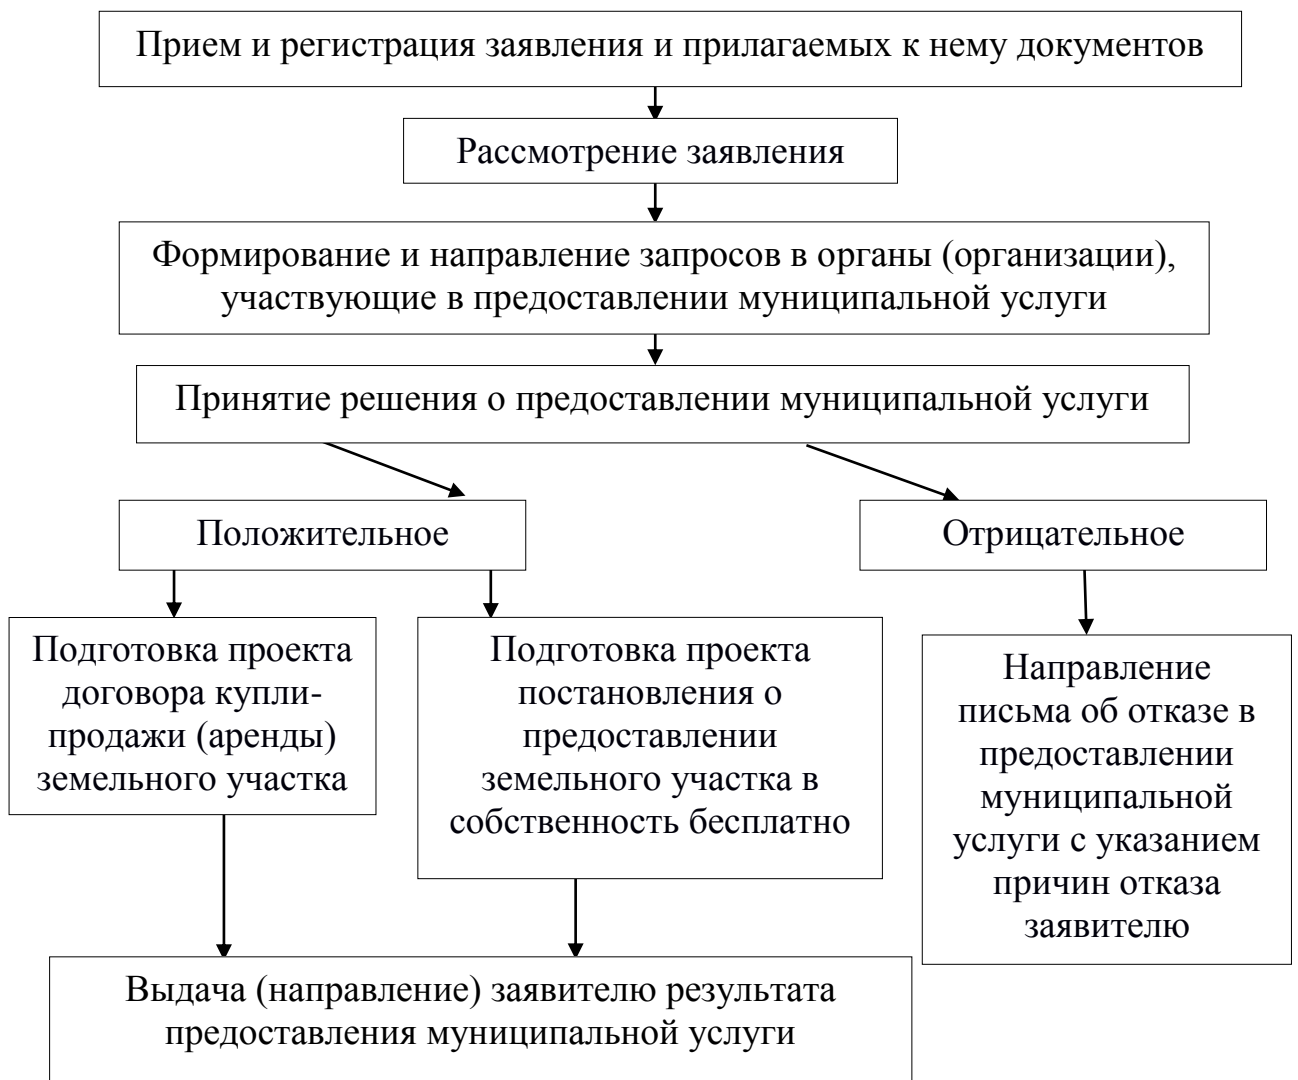 Прием и регистрация заявления и прилагаемых к нему документов
Рассмотрение заявления
Формирование и направление запросов в органы (организации),
участвующие в предоставлении муниципальной услуги
Принятие решения о предоставлении муниципальной услуги
Положительное
Отрицательное
Подготовка проекта
договора купли-
продажи (аренды)
земельного участка
Подготовка проекта
постановления о
предоставлении
земельного участка в
собственность бесплатно
Направление
письма об отказе в
предоставлении
муниципальной
услуги с указанием
причин отказа
заявителю
Выдача (направление) заявителю результата
предоставления муниципальной услуги